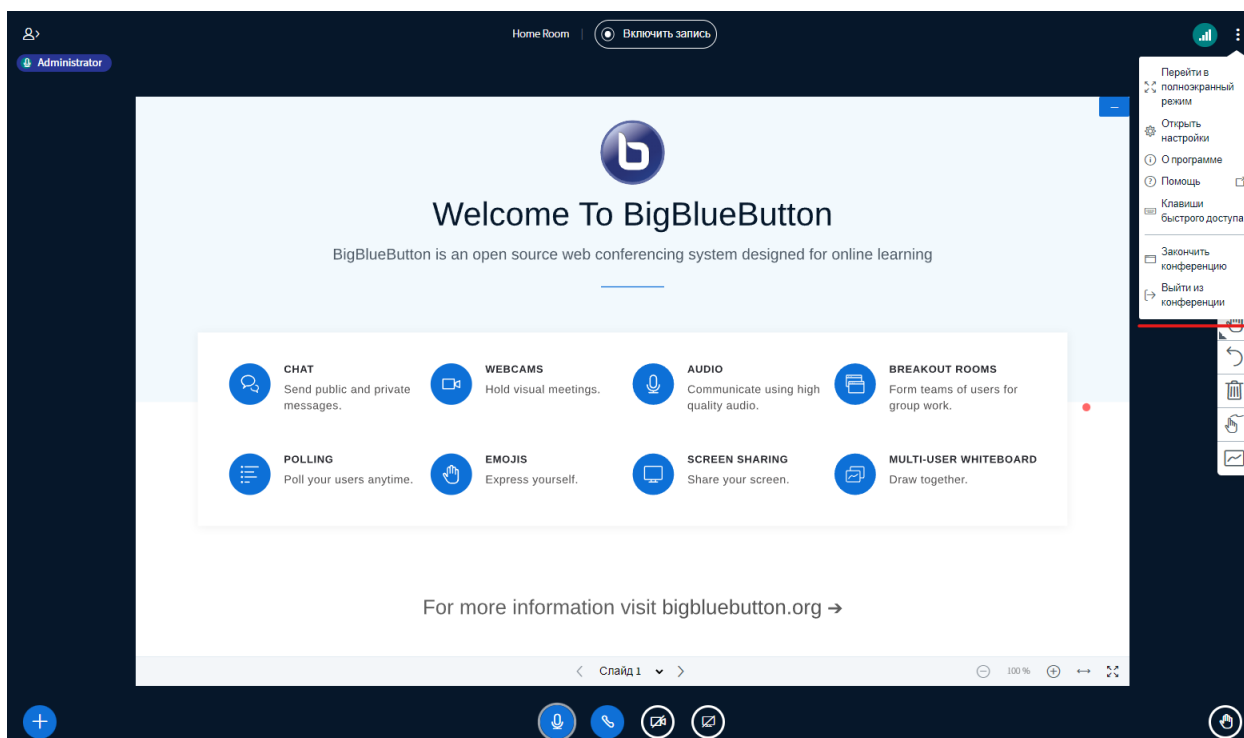 Home Room
Включить запись
Administrator
Перейти в
полноэкранный
режим
Открыть
настройки
О программе
Помощь
Клавиши
быстрого доступа
Закончить
конференцию
Выйти из
конференции
Welcome To BigBlueButton
BigBlueButton is an open source web conferencing system designed for online learning
CHAT
Send public and private
messages.
WEBCAMS
Hold visual meetings.
AUDIO
Communicate using high
quality audio.
BREAKOUT ROOMS
Form teams of users for
group work.
POLLING
Poll your users anytime.
EMOJIS
Express yourself.
SCREEN SHARING
Share your screen.
MULTI-USER WHITEBOARD
Draw together.
For more information visit bigbluebutton.org →
Слайд 1
100 %